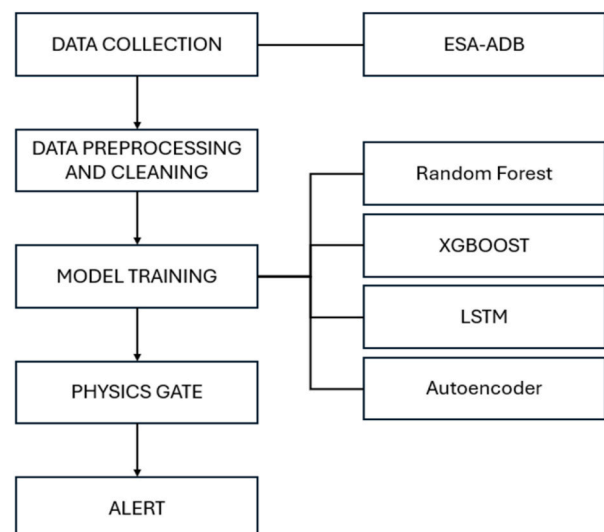 DATA COLLECTION
ESA-ADB
DATA PREPROCESSING
AND CLEANING
Random Forest
XGBOOST
MODEL TRAINING
LSTM
PHYSICS GATE
Autoencoder
ALERT